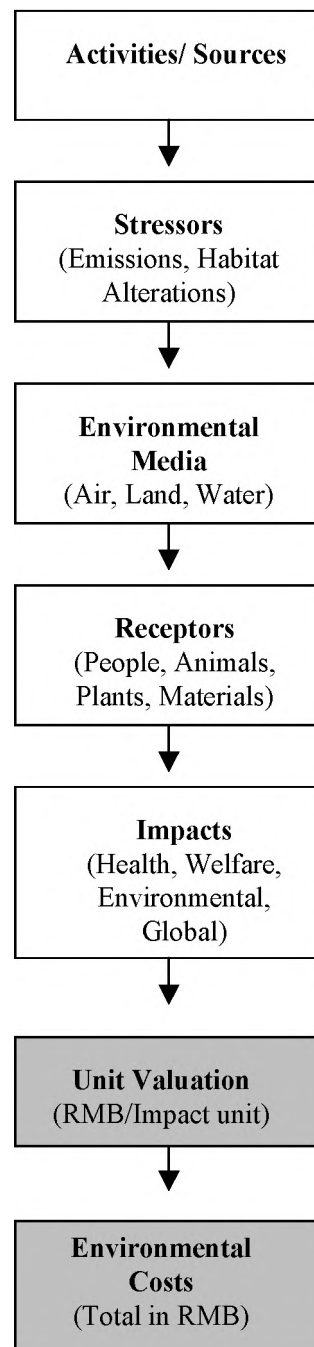 Activities/ Sources
Stressors
(Emissions, Habitat
Alterations)
Environmental
Media
(Air, Land, Water)
Receptors
(People, Animals,
Plants, Materials)
Impacts
(Health, Welfare,
Environmental,
Global)
Unit Valuation
(RMB/Impact unit)
Environmental
Costs
(Total in RMB)